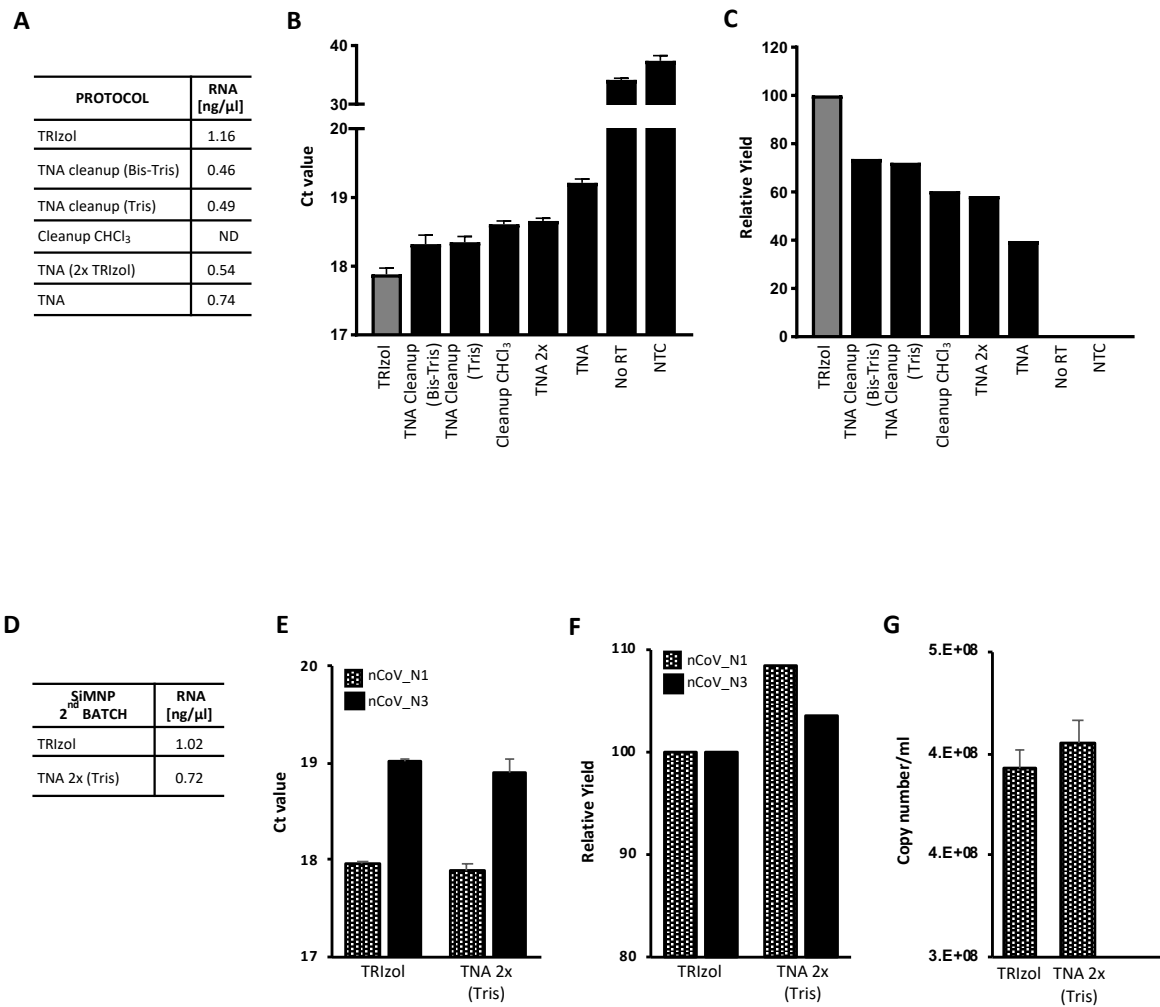 A
PROTOCOL
RNA
[ng/µl]
TRIzol
1.16
TNA cleanup (Bis-Tris)
0.46
TNA cleanup (Tris)
0.49
Cleanup CHCl₃
ND
TNA (2x TRIzol)
0.54
TNA
0.74
B
Ct value
40
30
20
19
18
17
TRIzol
TNA Cleanup
(Bis-Tris)
TNA Cleanup
(Tris)
Cleanup CHCl₃
TNA 2x
TNA
No RT
NTC
C
Relative Yield
120
100
80
60
40
20
0
TRIzol
TNA Cleanup
(Bis-Tris)
TNA Cleanup
(Tris)
Cleanup CHCl₃
TNA 2x
TNA
No RT
NTC
D
SiMNP
2nd BATCH
RNA
[ng/µl]
TRIzol
1.02
TNA 2x (Tris)
0.72
E
Ct value
20
19
18
17
nCoV_N1
nCoV_N3
TRIzol
TNA 2x
(Tris)
F
Relative Yield
110
100
90
80
nCoV_N1
nCoV_N3
TRIzol
TNA 2x
(Tris)
G
Copy number/ml
5.E+08
4.E+08
4.E+08
3.E+08
TRIzol
TNA 2x
(Tris)